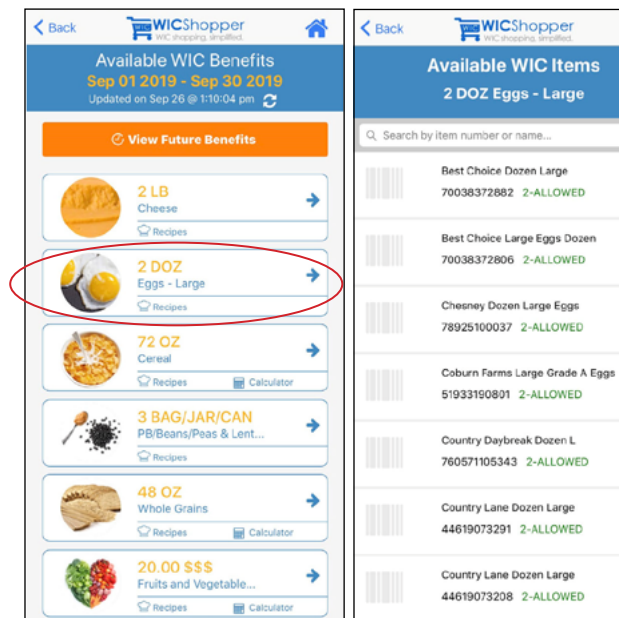 Back
WICShopper
WIC shopping, simplified.
Available WIC Benefits
Sep 01 2019 - Sep 30 2019
Updated on Sep 26 @ 1:10:04 pm
View Future Benefits
2 LB
Cheese
Recipes
2 DOZ
Eggs - Large
Recipes
72 OZ
Cereal
Recipes Calculator
3 BAG/JAR/CAN
PB/Beans/Peas & Lent...
Recipes
48 OZ
Whole Grains
Recipes Calculator
20.00 $$$
Fruits and Vegetable...
Recipes Calculator
Back
WICShopper
WIC shopping, simplified.
Available WIC Items
2 DOZ Eggs - Large
Search by item number or name...
Best Choice Dozen Large
70038372882 2-ALLOWED
Best Choice Large Eggs Dozen
70038372806 2-ALLOWED
Chesney Dozen Large Eggs
78925100037 2-ALLOWED
Coburn Farms Large Grade A Eggs
51933190801 2-ALLOWED
Country Daybreak Dozen L
760571105343 2-ALLOWED
Country Lane Dozen Large
44619073291 2-ALLOWED
Country Lane Dozen Large
44619073208 2-ALLOWED